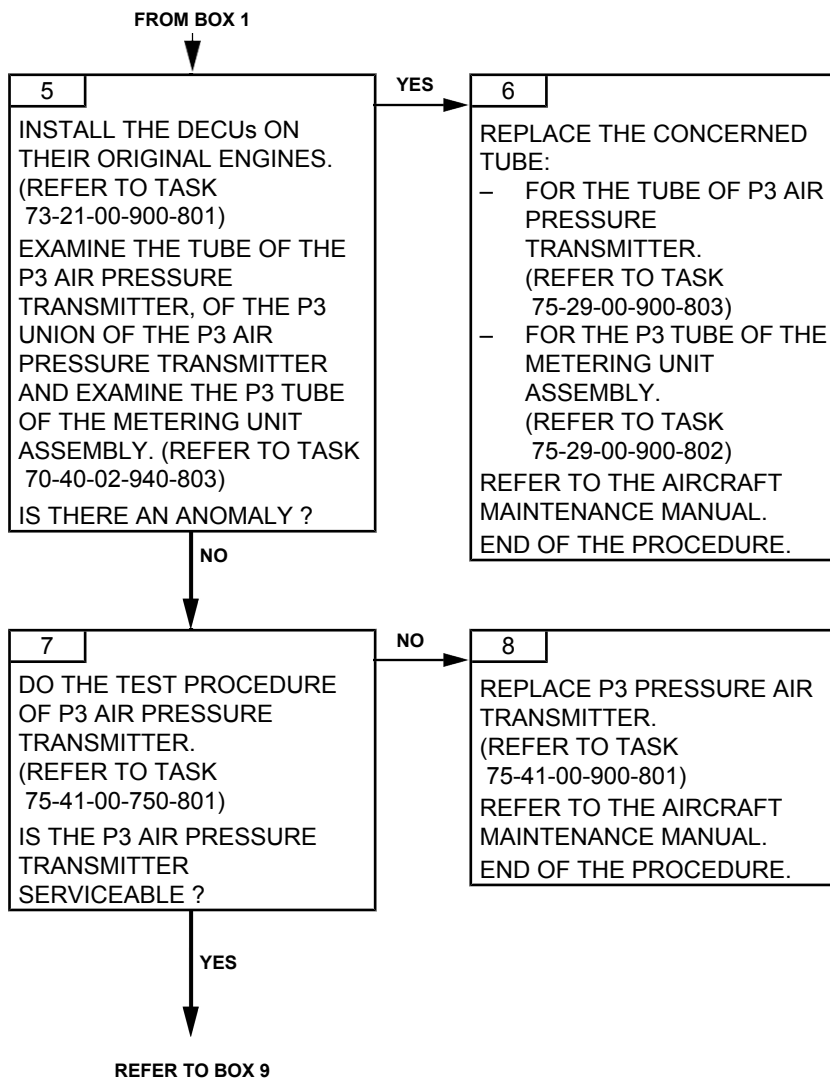 FROM BOX 1
5
INSTALL THE DECUs ON
THEIR ORIGINAL ENGINES.
(REFER TO TASK
73-21-00-900-801)
EXAMINE THE TUBE OF THE
P3 AIR PRESSURE
TRANSMITTER, OF THE P3
UNION OF THE P3 AIR
PRESSURE TRANSMITTER
AND EXAMINE THE P3 TUBE
OF THE METERING UNIT
ASSEMBLY. (REFER TO TASK
70-40-02-940-803)
IS THERE AN ANOMALY ?
YES
6
REPLACE THE CONCERNED
TUBE:
– FOR THE TUBE OF P3 AIR
PRESSURE
TRANSMITTER.
(REFER TO TASK
75-29-00-900-803)
– FOR THE P3 TUBE OF THE
METERING UNIT
ASSEMBLY.
(REFER TO TASK
75-29-00-900-802)
REFER TO THE AIRCRAFT
MAINTENANCE MANUAL.
END OF THE PROCEDURE.
NO
7
DO THE TEST PROCEDURE
OF P3 AIR PRESSURE
TRANSMITTER.
(REFER TO TASK
75-41-00-750-801)
IS THE P3 AIR PRESSURE
TRANSMITTER
SERVICEABLE ?
NO
8
REPLACE P3 PRESSURE AIR
TRANSMITTER.
(REFER TO TASK
75-41-00-900-801)
REFER TO THE AIRCRAFT
MAINTENANCE MANUAL.
END OF THE PROCEDURE.
YES
REFER TO BOX 9